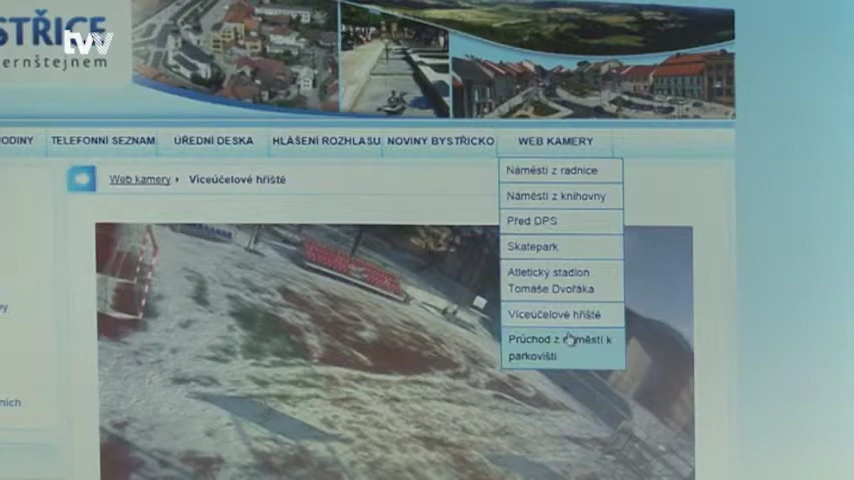 STŘICE
tvv
ernštejnem
ODINY
TELEFONNÍ SEZNAM
ÚŘEDNÍ DESKA
HLÁŠENÍ ROZHLASU
NOVINY BYSTŘICKO
WEB KAMERY
Web kamery
Víceúčelové hřiště
Náměstí z radnice
Náměstí z knihovny
Před DPS
Skatepark
Atletický stadion
Tomáše Dvořáka
Víceúčelové hřiště
Průchod z náměstí k
parkovišti
ních